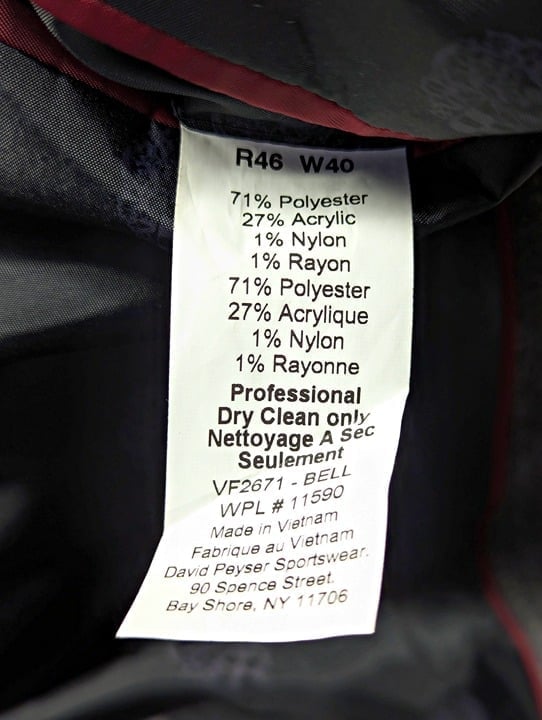 R46 W40
71% Polyester
27% Acrylic
1% Nylon
1% Rayon
71% Polyester
27% Acrylique
1% Nylon
1% Rayonne
Professional
Dry Clean only
Nettoyage A Sec
Seulement
VF2671 - BELL
WPL # 11590
Made in Vietnam
Fabrique au Vietnam
David Peyser Sportswear.
90 Spence Street.
Bay Shore, NY 11706